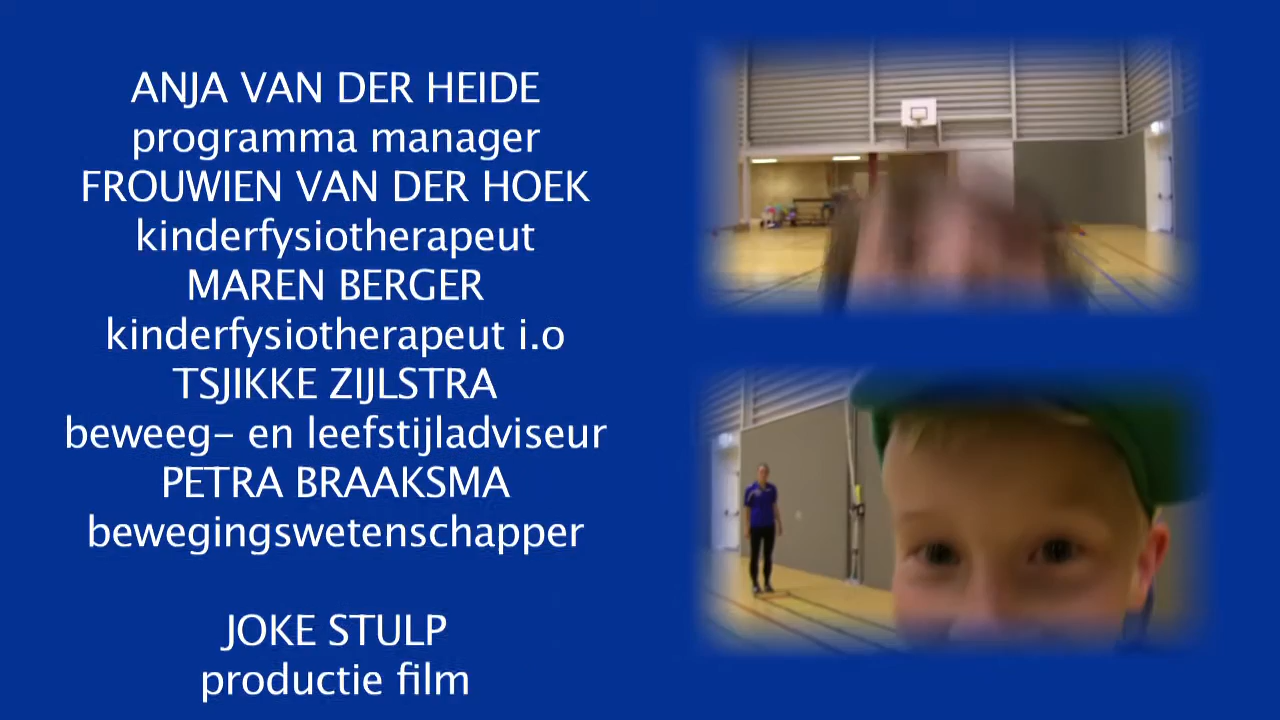 ANJA VAN DER HEIDE
programma manager
FROUWIEN VAN DER HOEK
kinderfysiotherapeut
MAREN BERGER
kinderfysiotherapeut i.o
TSJIKKE ZIJLSTRA
beweeg- en leefstijladviseur
PETRA BRAAKSMA
bewegingswetenschapper
JOKE STULP
productie film